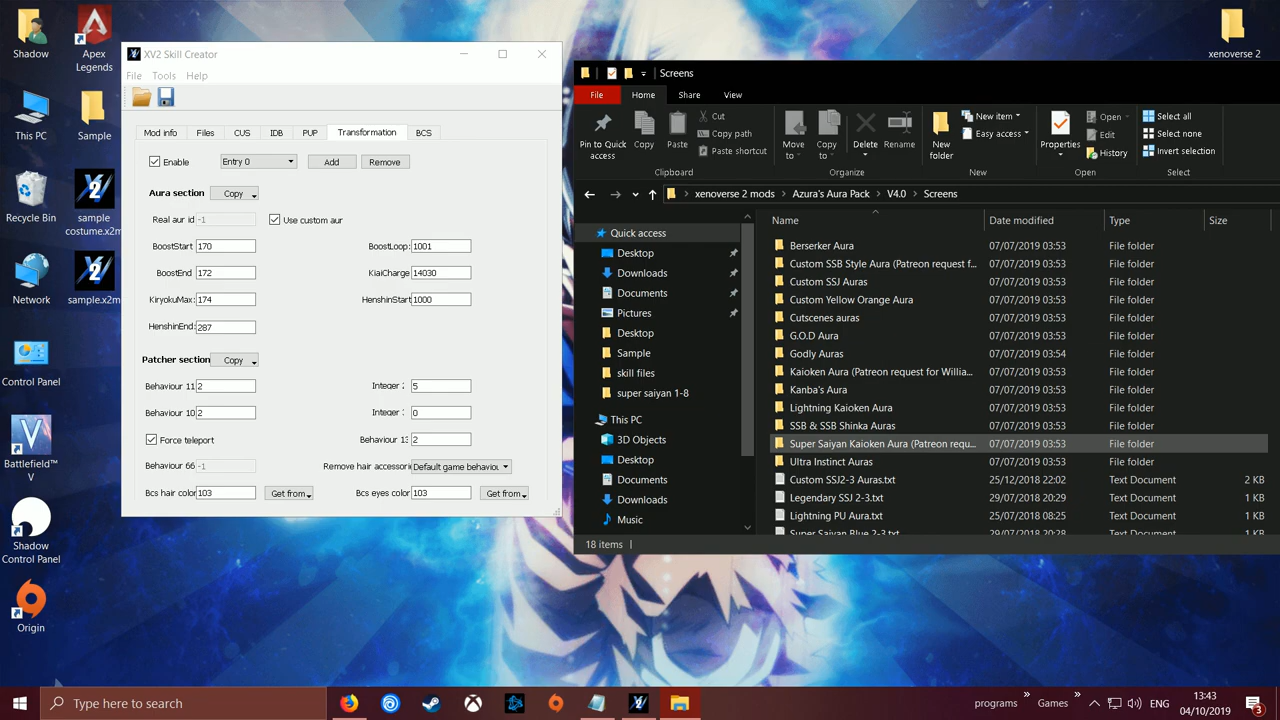 Shadow
Apex
Legends
This PC
Sample
Recycle Bin
sample
costume.x2m
Network
sample.x2m
Control Panel
Battlefield™
V
Shadow
Control Panel
Origin
xenoverse 2
XV2 Skill Creator
File Tools Help
Mod info Files CUS IDB PUP Transformation BCS
Enable Entry 0 Add Remove
Aura section Copy
Real aur id -1 Use custom aur
BoostStart 170 BoostLoop: 1001
BoostEnd 172 KiaiCharge 14030
KiryokuMax: 174 HenshinStart 1000
HenshinEnd: 287
Patcher section Copy
Behaviour 11 2 Integer 2 5
Behaviour 10 2 Integer 0
Force teleport Behaviour 13 2
Behaviour 66 -1 Remove hair accessori Default game behaviou
Bcs hair color 103 Get from Bcs eyes color 103 Get from
Screens
File Home Share View
Pin to Quick
access
Copy
Paste
Cut
Copy path
Paste shortcut
Clipboard
Move
to
Copy
to
Delete
Rename
Organize
New
folder
New item
Easy access
New
Properties
Open
Edit
History
Open
Select all
Select none
Invert selection
Select
xenoverse 2 mods > Azura's Aura Pack > V4.0 > Screens
Quick access
Desktop
Downloads
Documents
Pictures
Desktop
Sample
skill files
super saiyan 1-8
This PC
3D Objects
Desktop
Documents
Downloads
Music
Name Date modified Type Size
Berserker Aura 07/07/2019 03:53 File folder
Custom SSB Style Aura (Patreon request f... 07/07/2019 03:53 File folder
Custom SSJ Auras 07/07/2019 03:53 File folder
Custom Yellow Orange Aura 07/07/2019 03:53 File folder
Cutscenes auras 07/07/2019 03:53 File folder
G.O.D Aura 07/07/2019 03:53 File folder
Godly Auras 07/07/2019 03:54 File folder
Kaioken Aura (Patreon request for Willia... 07/07/2019 03:53 File folder
Kanba's Aura 07/07/2019 03:53 File folder
Lightning Kaioken Aura 07/07/2019 03:53 File folder
SSB & SSB Shinka Auras 07/07/2019 03:53 File folder
Super Saiyan Kaioken Aura (Patreon requ... 07/07/2019 03:53 File folder
Ultra Instinct Auras 07/07/2019 03:53 File folder
Custom SSJ2-3 Auras.txt 25/12/2018 22:02 Text Document 2 KB
Legendary SSJ 2-3.txt 29/07/2018 20:29 Text Document 1 KB
Lightning PU Aura.txt 25/07/2018 08:25 Text Document 1 KB
Super Saiyan Blue 2-3.txt 29/07/2018 20:28 Text Document 1 KB
18 items
Type here to search
programs » Games » ENG
13:43
04/10/2019
3